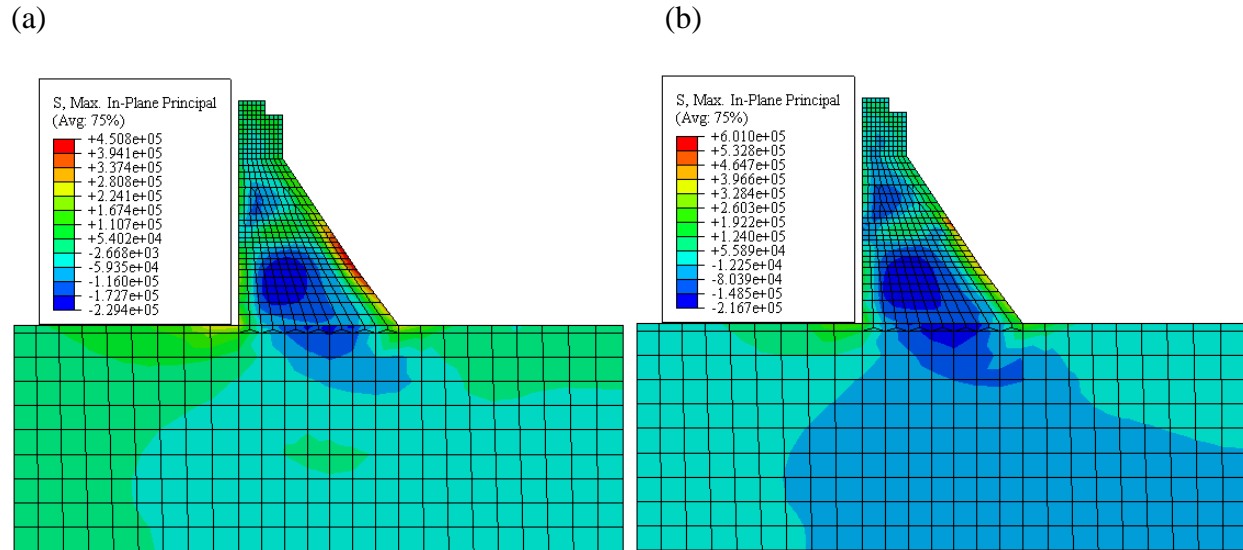 (a)
S, Max. In-Plane Principal
(Avg: 75%)
+4.508e+05
+3.941e+05
+3.374e+05
+2.808e+05
+2.241e+05
+1.674e+05
+1.107e+05
+5.402e+04
-2.668e+03
-5.935e+04
-1.160e+05
-1.727e+05
-2.294e+05
(b)
S, Max. In-Plane Principal
(Avg: 75%)
+6.010e+05
+5.328e+05
+4.647e+05
+3.966e+05
+3.284e+05
+2.603e+05
+1.922e+05
+1.240e+05
+5.589e+04
-1.225e+04
-8.039e+04
-1.485e+05
-2.167e+05